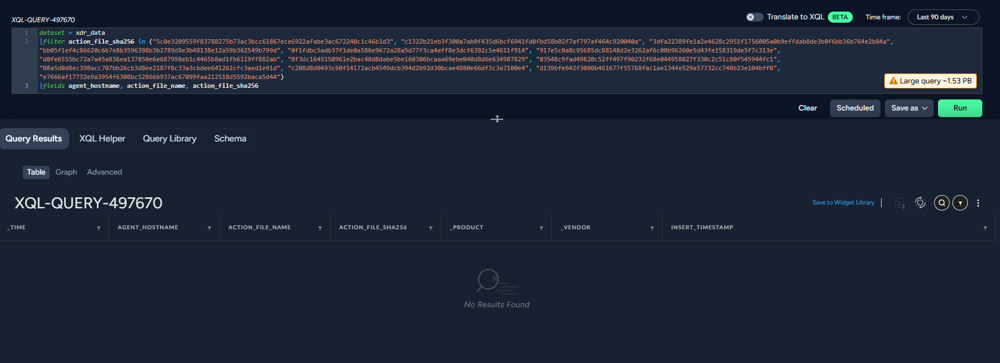 XQL-QUERY-497670
Translate to XQL BETA Time frame: Last 90 days
1 dataset = xdr_data
2 |filter action_file_sha256 in ("5c0e3209559f83788275b73ac3bcc61867ece6922afabe3ac672240c1c46b1d3", "c1322b21eb3f300a7ab0f435d6bcf6941fd0fbd58b02f7af797af464c920040a", "3dfa22389fe1a2e4628c2951f1756005a0b9effdab8de3b0f6bb36b764e2b84a",
"bb05f1ef4c86620c6b7e8b3596398b3b2789d8e3b48138e12a59b362549b799d", "0f1fdbc5adb37f1de0a586e9672a28a5d77f3ca4eff8e3dcf6392c5e4611f914", "917e5c0a8c95685dc88148d2e3262af6c00b96260e5d43fe158319de5f7c313e",
"d0fe6555bc72a7a45a836ea137850e6e687998eb1c4465b8ad1fb6119ff882ab", "8f3dc1649150961e2bac40d8dabe5be160306bcaaa69ebe040d8d6e634987829", "03548c9fad49820c52ff497f90232f68e044958027f330c2c51c80f545944fc1",
"08a5d0d8ec398acc707bb26cb3d8ee2187f8c33a3cbdee641262cfc3aed1e91d", "c208d8d0493c60f14172acb4549dcb394d2b92d30bcae4880e66df3c3a7100e4", "d139bfe642f3080b461677f55768fac1ae1344e529a57732cc740b23e104bff0",
"e7666af17732e9a3954f6308bc52866b937ac67099faa212518d5592baca5d44")
3 |fields agent_hostname, action_file_name, action_file_sha256
Large query ~1.53 PB
Clear Scheduled Save as Run
Query Results XQL Helper Query Library Schema
Table Graph Advanced
XQL-QUERY-497670
Save to Widget Library
_TIME AGENT_HOSTNAME ACTION_FILE_NAME ACTION_FILE_SHA256 _PRODUCT _VENDOR INSERT_TIMESTAMP
No Results Found